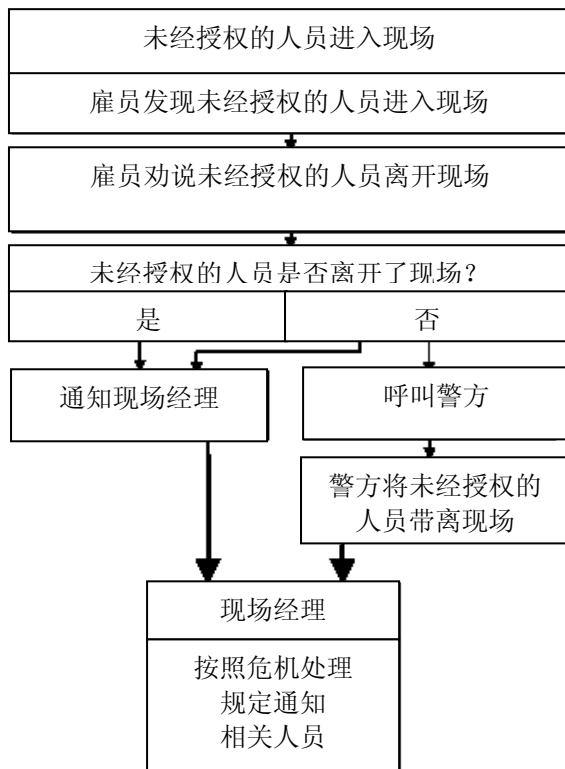 未经授权的人员进入现场
雇员发现未经授权的人员进入现场
雇员劝说未经授权的人员离开现场
未经授权的人员是否离开了现场？
是
否
通知现场经理
呼叫警方
警方将未经授权的
人员带离现场
现场经理
按照危机处理
规定通知
相关人员